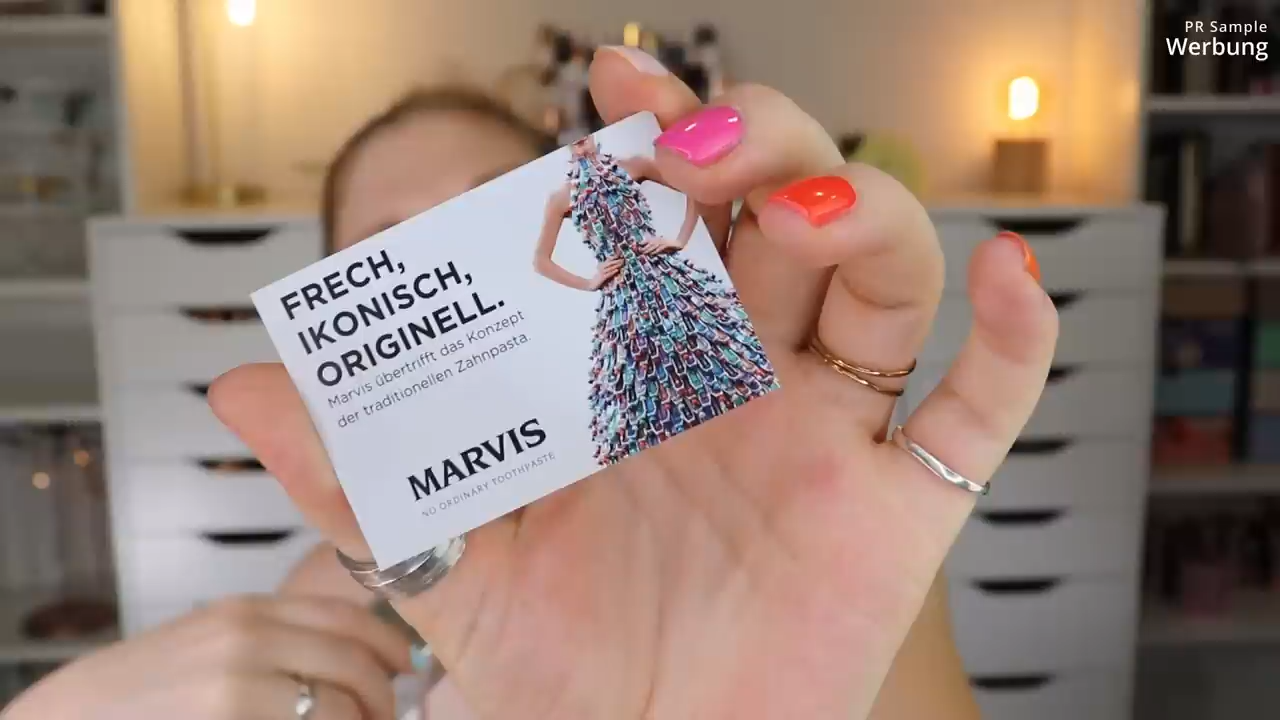 PR Sample
Werbung
FRECH,
IKONISCH,
ORIGINELL.
Marvis übertrifft das Konzept
der traditionellen Zahnpasta.
MARVIS
NO ORDINARY TOOTHPASTE